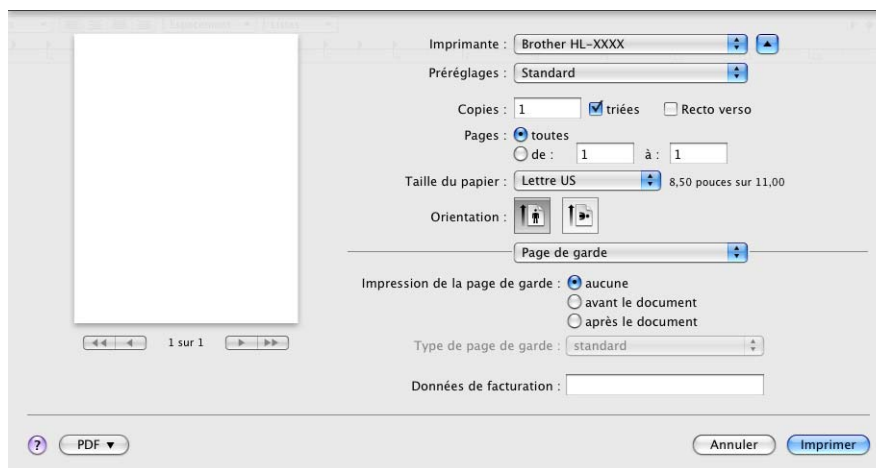 Imprimante : Brother HL-XXXX
Préréglages : Standard
Copies : 1 triées Recto verso
Pages : toutes
de : 1 à : 1
Taille du papier : Lettre US 8,50 pouces sur 11,00
Orientation :
Page de garde
Impression de la page de garde : aucune
avant le document
après le document
1 sur 1
Type de page de garde : standard
Données de facturation :
? PDF Annuler Imprimer